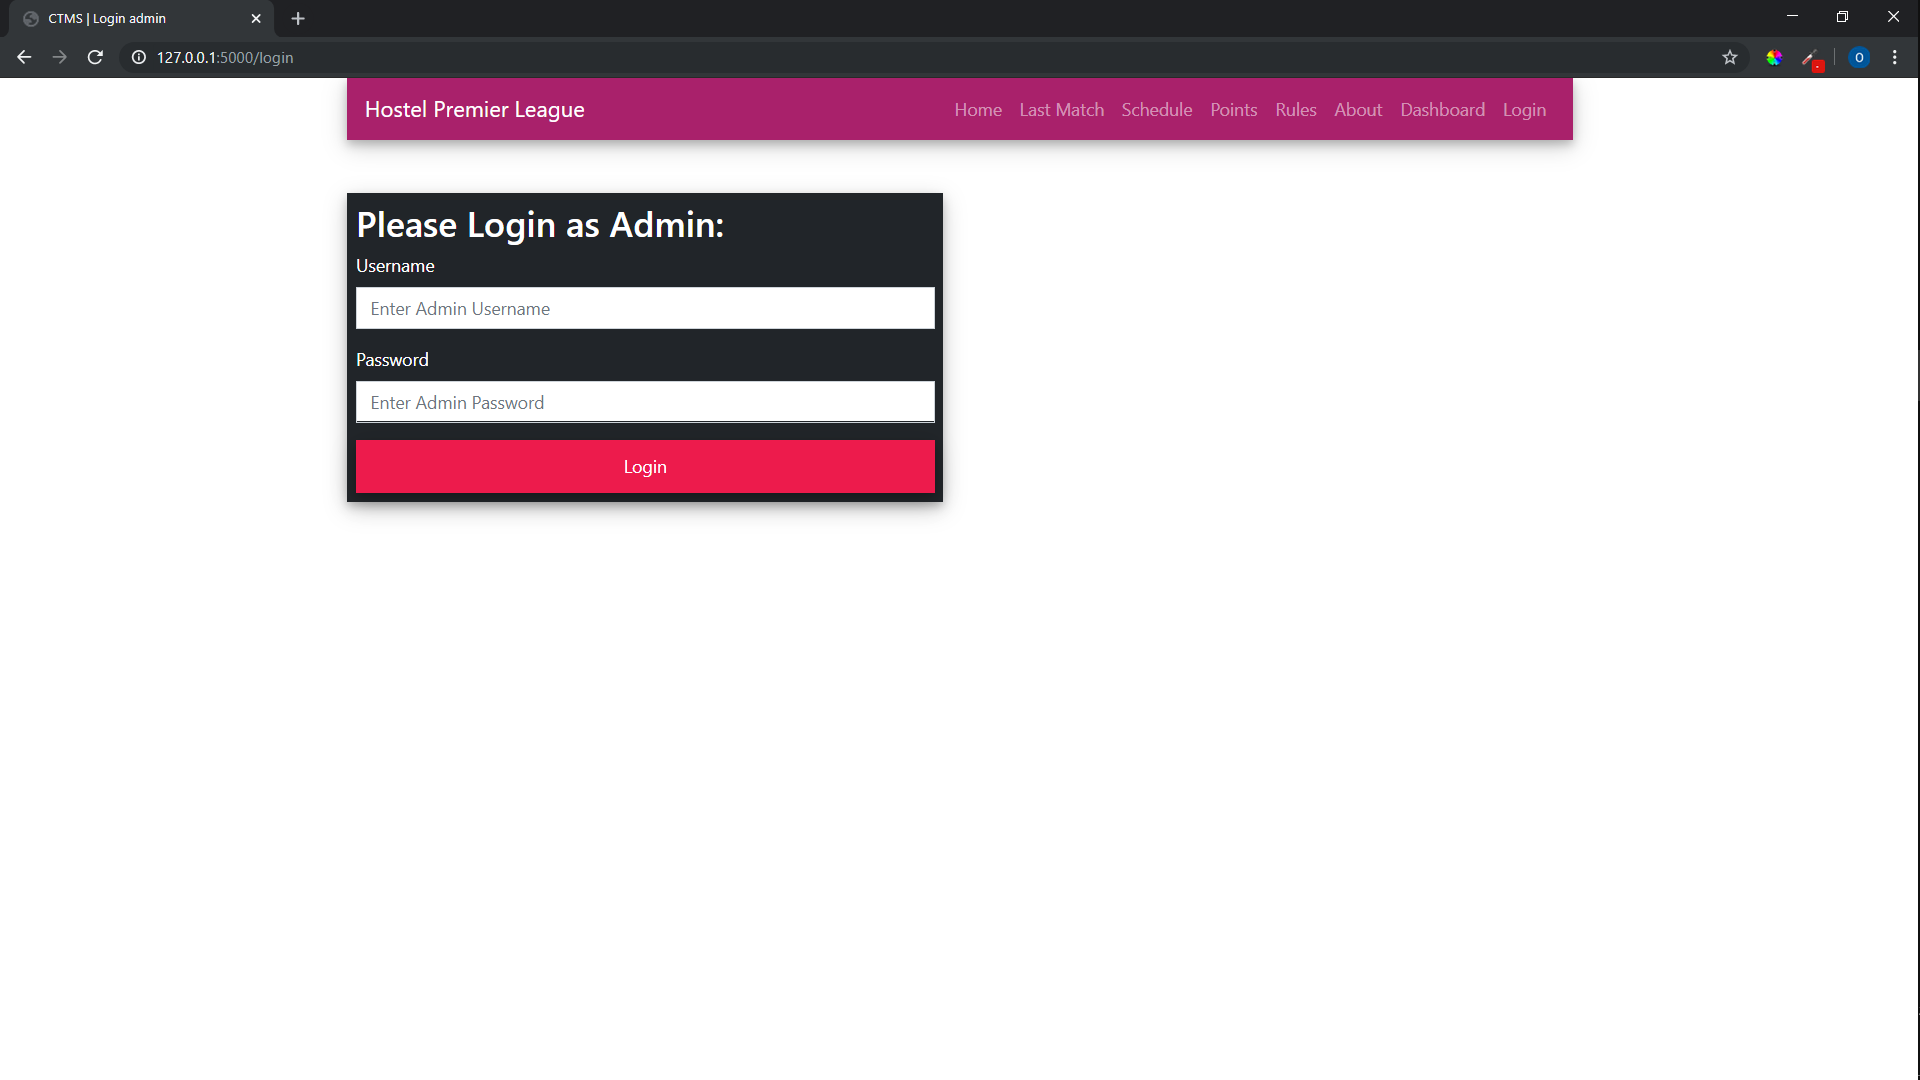 CTMS | Login admin
127.0.0.1:5000/login
O
Hostel Premier League
Home Last Match Schedule Points Rules About Dashboard Login
Please Login as Admin:
Username
Enter Admin Username
Password
Enter Admin Password
Login